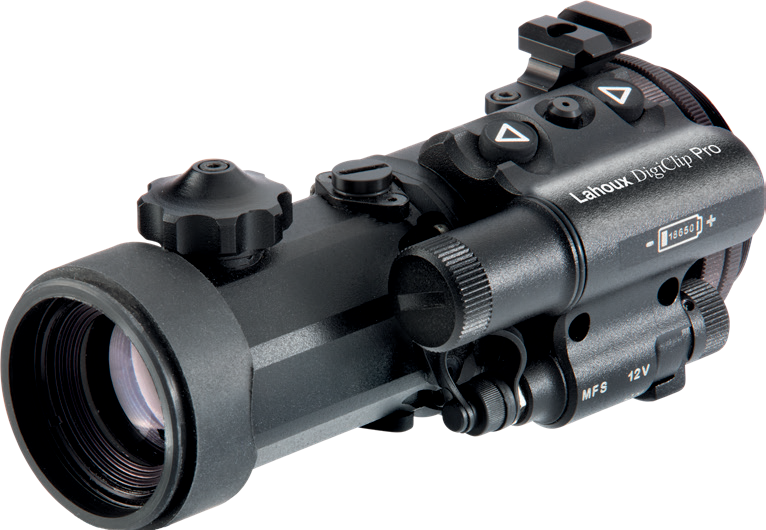 Lahoux DigiClip Pro
- 18650 +
MFS 12V